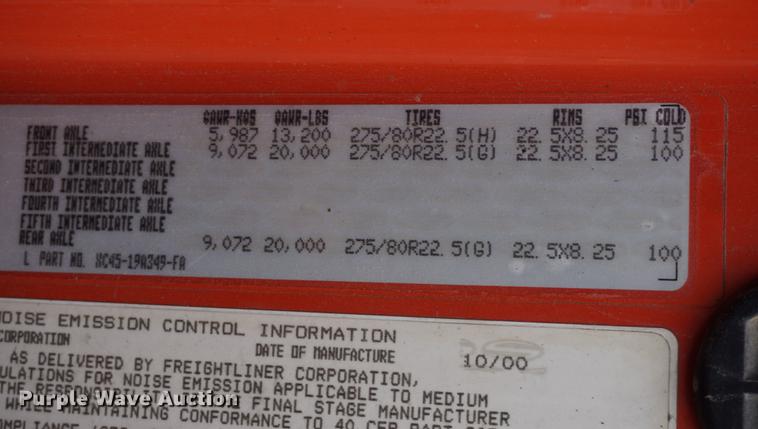 GAWR-KGS GAWR-LBS TIRES RIMS PSI COLD
FRONT AXLE 5,987 13,200 275/80R22.5(H) 22.5X8.25 115
FIRST INTERMEDIATE AXLE 9,072 20,000 275/80R22.5(G) 22.5X8.25 100
SECOND INTERMEDIATE AXLE
THIRD INTERMEDIATE AXLE
FOURTH INTERMEDIATE AXLE
FIFTH INTERMEDIATE AXLE
REAR AXLE 9,072 20,000 275/80R22.5(G) 22.5X8.25 100
L PART NO. XC45-19A349-FA
NOISE EMISSION CONTROL INFORMATION
CORPORATION DATE OF MANUFACTURE 10/00
AS DELIVERED BY FREIGHTLINER CORPORATION,
ULATIONS FOR NOISE EMISSION APPLICABLE TO MEDIUM
THE RESPONSIBILITY FINAL STAGE MANUFACTURER
WHILE MAINTAINING CONFORMANCE TO 40 CFR PART
Purple Wave Auction